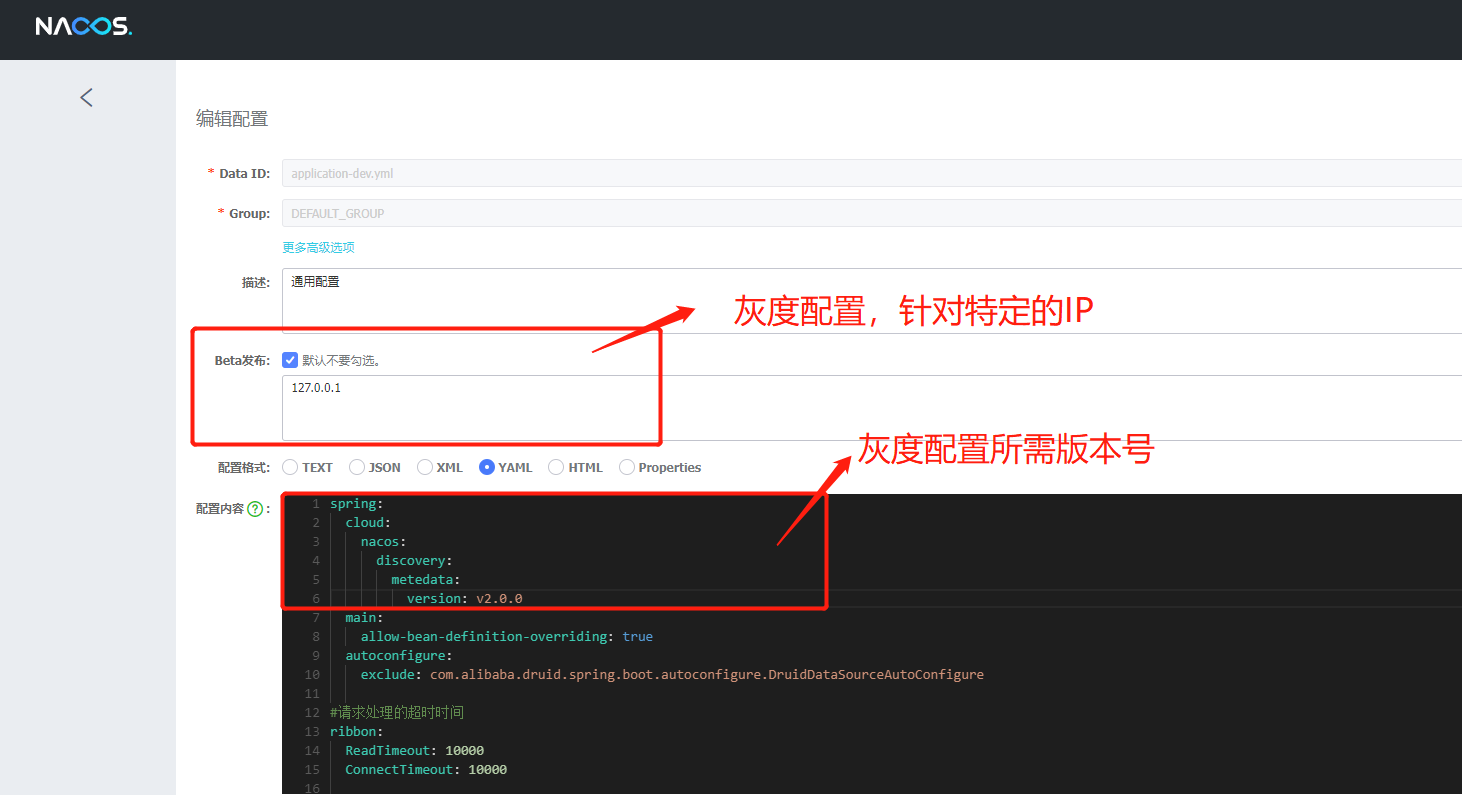 NACOS.
编辑配置
* Data ID: application-dev.yml
* Group: DEFAULT_GROUP
更多高级选项
描述: 通用配置
灰度配置，针对特定的IP
Beta发布: 默认不要勾选。
127.0.0.1
灰度配置所需版本号
配置格式: TEXT JSON XML YAML HTML Properties
配置内容 ? :
1 spring:
2 cloud:
3 nacos:
4 discovery:
5 metedata:
6 version: v2.0.0
7 main:
8 allow-bean-definition-overriding: true
9 autoconfigure:
10 exclude: com.alibaba.druid.spring.boot.autoconfigure.DruidDataSourceAutoConfigure
11
12 #请求处理的超时时间
13 ribbon:
14 ReadTimeout: 10000
15 ConnectTimeout: 10000
16